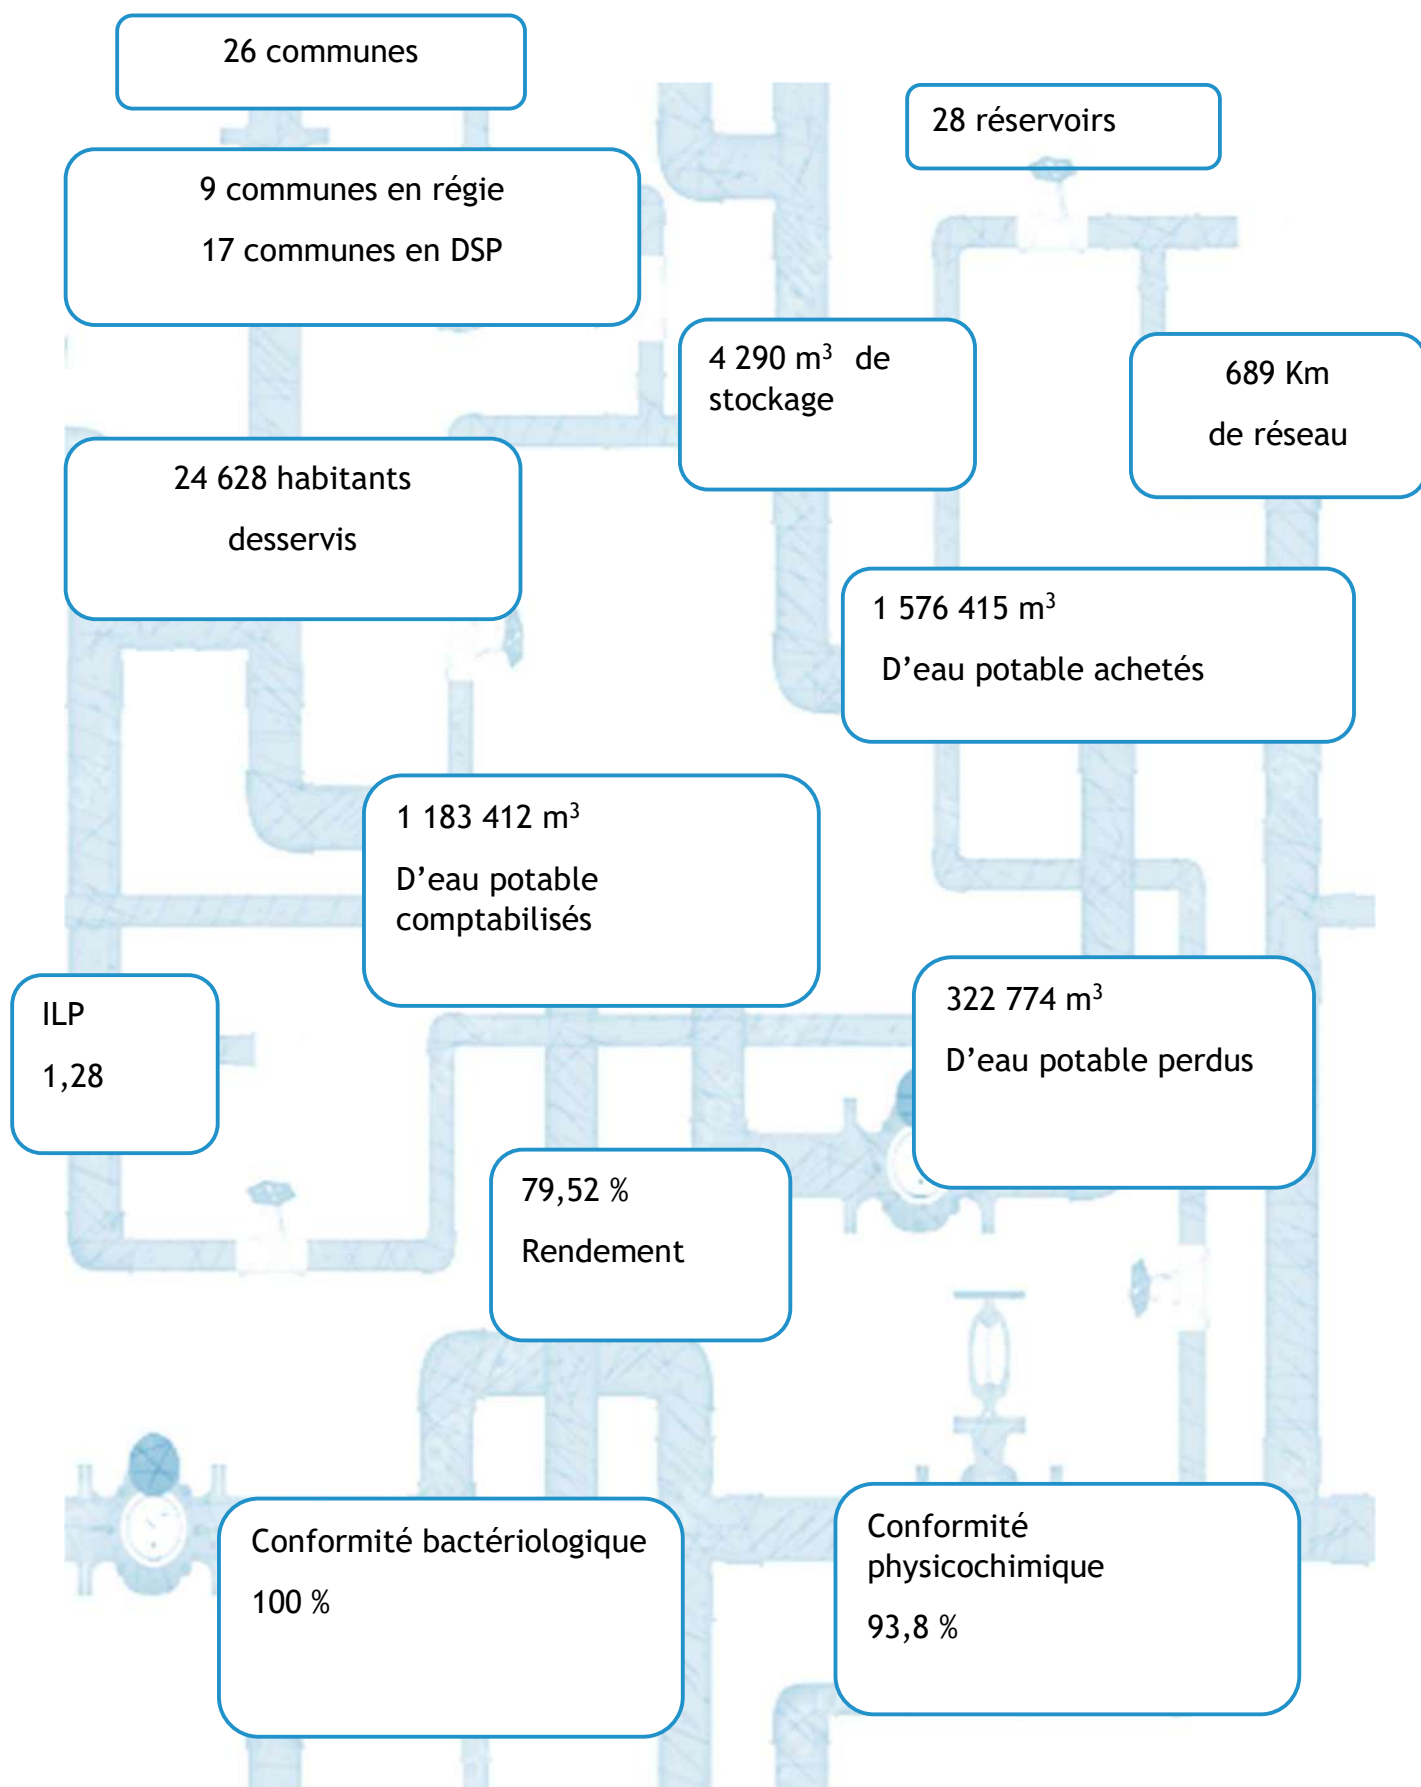 26 communes
28 réservoirs
9 communes en régie
17 communes en DSP
4 290 m³ de
stockage
689 Km
de réseau
24 628 habitants
desservis
1 576 415 m³
D’eau potable achetés
1 183 412 m³
D’eau potable
comptabilisés
ILP
1,28
322 774 m³
D’eau potable perdus
79,52 %
Rendement
Conformité bactériologique
100 %
Conformité
physicochimique
93,8 %